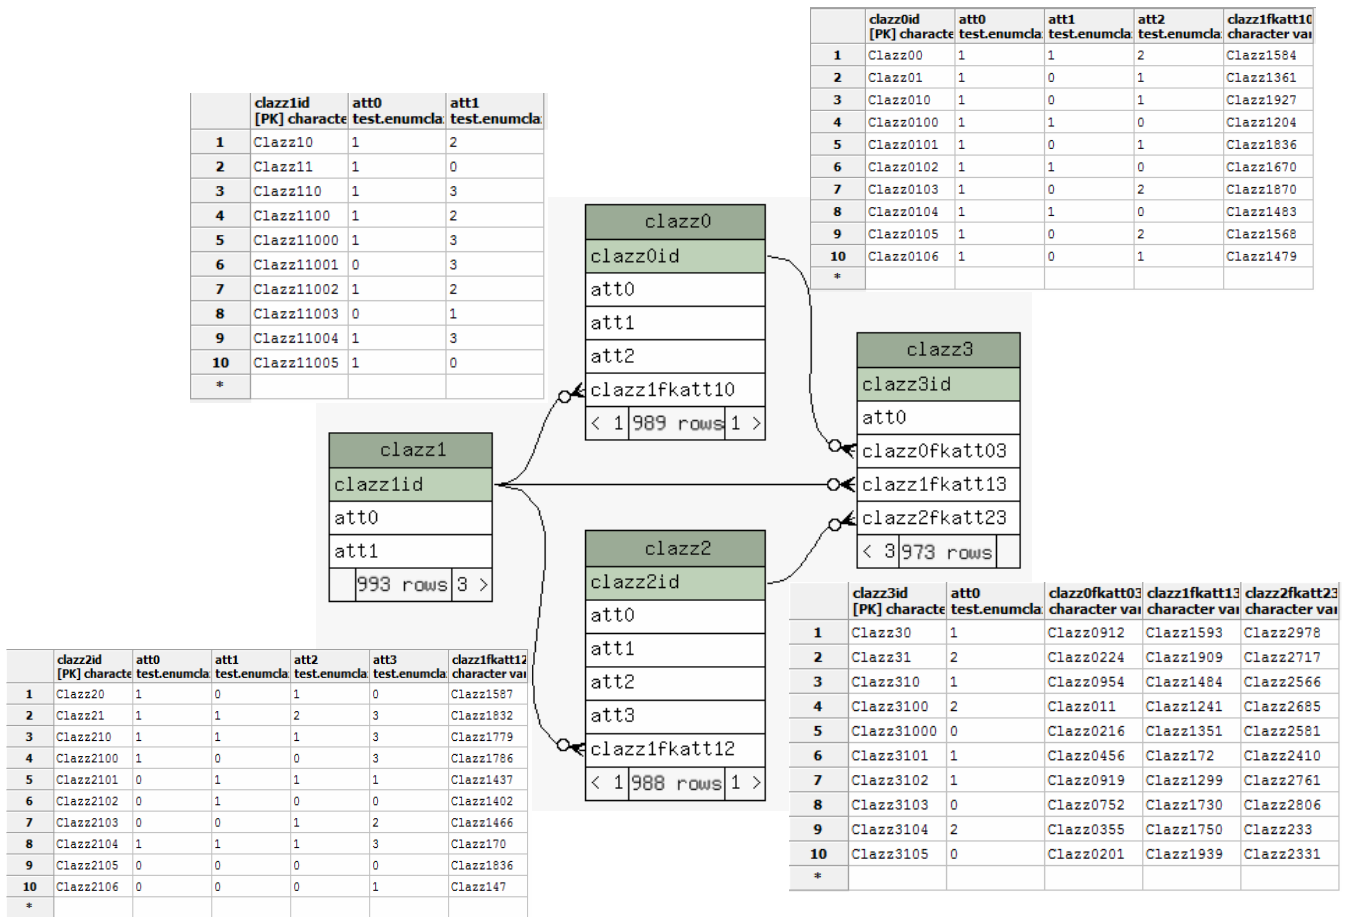 clazz0id att0 att1 att2 clazz1fkatt10
[PK] characte test.enumcla: test.enumcla: test.enumcla: character var
1 Clazz00 1 1 2 Clazz1584
2 Clazz01 1 0 1 Clazz1361
3 Clazz010 1 0 1 Clazz1927
4 Clazz0100 1 1 0 Clazz1204
5 Clazz0101 1 0 1 Clazz1836
6 Clazz0102 1 1 0 Clazz1670
7 Clazz0103 1 0 2 Clazz1870
8 Clazz0104 1 1 0 Clazz1483
9 Clazz0105 1 0 2 Clazz1568
10 Clazz0106 1 0 1 Clazz1479
*
clazz1id att0 att1
[PK] characte test.enumcla: test.enumcla:
1 Clazz10 1 2
2 Clazz11 1 0
3 Clazz110 1 3
4 Clazz1100 1 2
5 Clazz11000 1 3
6 Clazz11001 0 3
7 Clazz11002 1 2
8 Clazz11003 0 1
9 Clazz11004 1 3
10 Clazz11005 1 0
*
clazz0
clazz0id
att0
att1
att2
clazz1fkatt10
< 1 989 rows 1 >
clazz3
clazz3id
att0
clazz0fkatt03
clazz1fkatt13
clazz2fkatt23
< 3 973 rows
clazz1
clazz1id
att0
att1
993 rows 3 >
clazz2
clazz2id
att0
att1
att2
att3
clazz1fkatt12
< 1 988 rows 1 >
clazz3id att0 clazz0fkatt03 clazz1fkatt13 clazz2fkatt23
[PK] characte test.enumcla: character var character var character var
1 Clazz30 1 Clazz0912 Clazz1593 Clazz2978
2 Clazz31 2 Clazz0224 Clazz1909 Clazz2717
3 Clazz310 1 Clazz0954 Clazz1484 Clazz2566
4 Clazz3100 2 Clazz011 Clazz1241 Clazz2685
5 Clazz31000 0 Clazz0216 Clazz1351 Clazz2581
6 Clazz3101 1 Clazz0456 Clazz172 Clazz2410
7 Clazz3102 1 Clazz0919 Clazz1299 Clazz2761
8 Clazz3103 0 Clazz0752 Clazz1730 Clazz2806
9 Clazz3104 2 Clazz0355 Clazz1750 Clazz233
10 Clazz3105 0 Clazz0201 Clazz1939 Clazz2331
*
clazz2id att0 att1 att2 att3 clazz1fkatt12
[PK] characte test.enumcla: test.enumcla: test.enumcla: test.enumcla: character var
1 Clazz20 1 0 1 0 Clazz1587
2 Clazz21 1 1 2 3 Clazz1832
3 Clazz210 1 1 1 3 Clazz1779
4 Clazz2100 1 0 0 3 Clazz1786
5 Clazz2101 0 1 1 1 Clazz1437
6 Clazz2102 0 1 0 0 Clazz1402
7 Clazz2103 0 0 1 2 Clazz1466
8 Clazz2104 1 1 1 3 Clazz170
9 Clazz2105 0 0 0 0 Clazz1836
10 Clazz2106 0 0 0 1 Clazz147
*